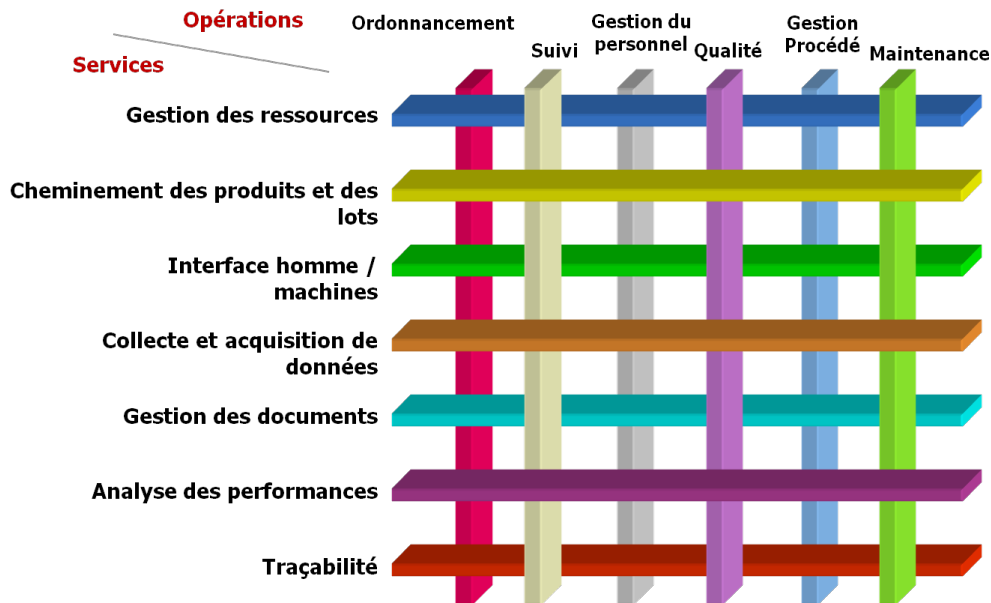 Opérations
Services
Ordonnancement
Suivi
Gestion du
personnel
Qualité
Gestion
Procédé
Maintenance
Gestion des ressources
Cheminement des produits et des
lots
Interface homme /
machines
Collecte et acquisition de
données
Gestion des documents
Analyse des performances
Traçabilité